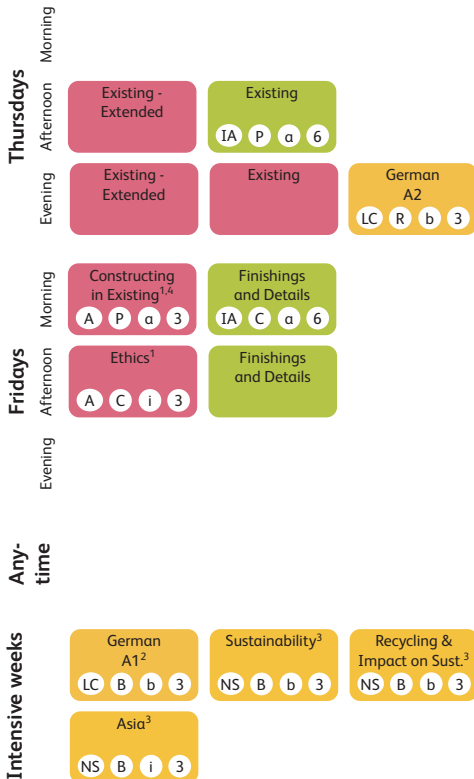 Thursdays
Morning
Afternoon
Existing -
Extended
Existing
IA P a 6
Evening
Existing -
Extended
Existing
German
A2
LC R b 3
Fridays
Morning
Constructing
in Existing1,4
A P a 3
Finishings
and Details
IA C a 6
Afternoon
Ethics1
A C i 3
Finishings
and Details
Evening
Any-
time
Intensive weeks
German
A12
LC B b 3
Sustainability3
NS B b 3
Recycling &
Impact on Sust.3
NS B b 3
Asia3
NS B i 3